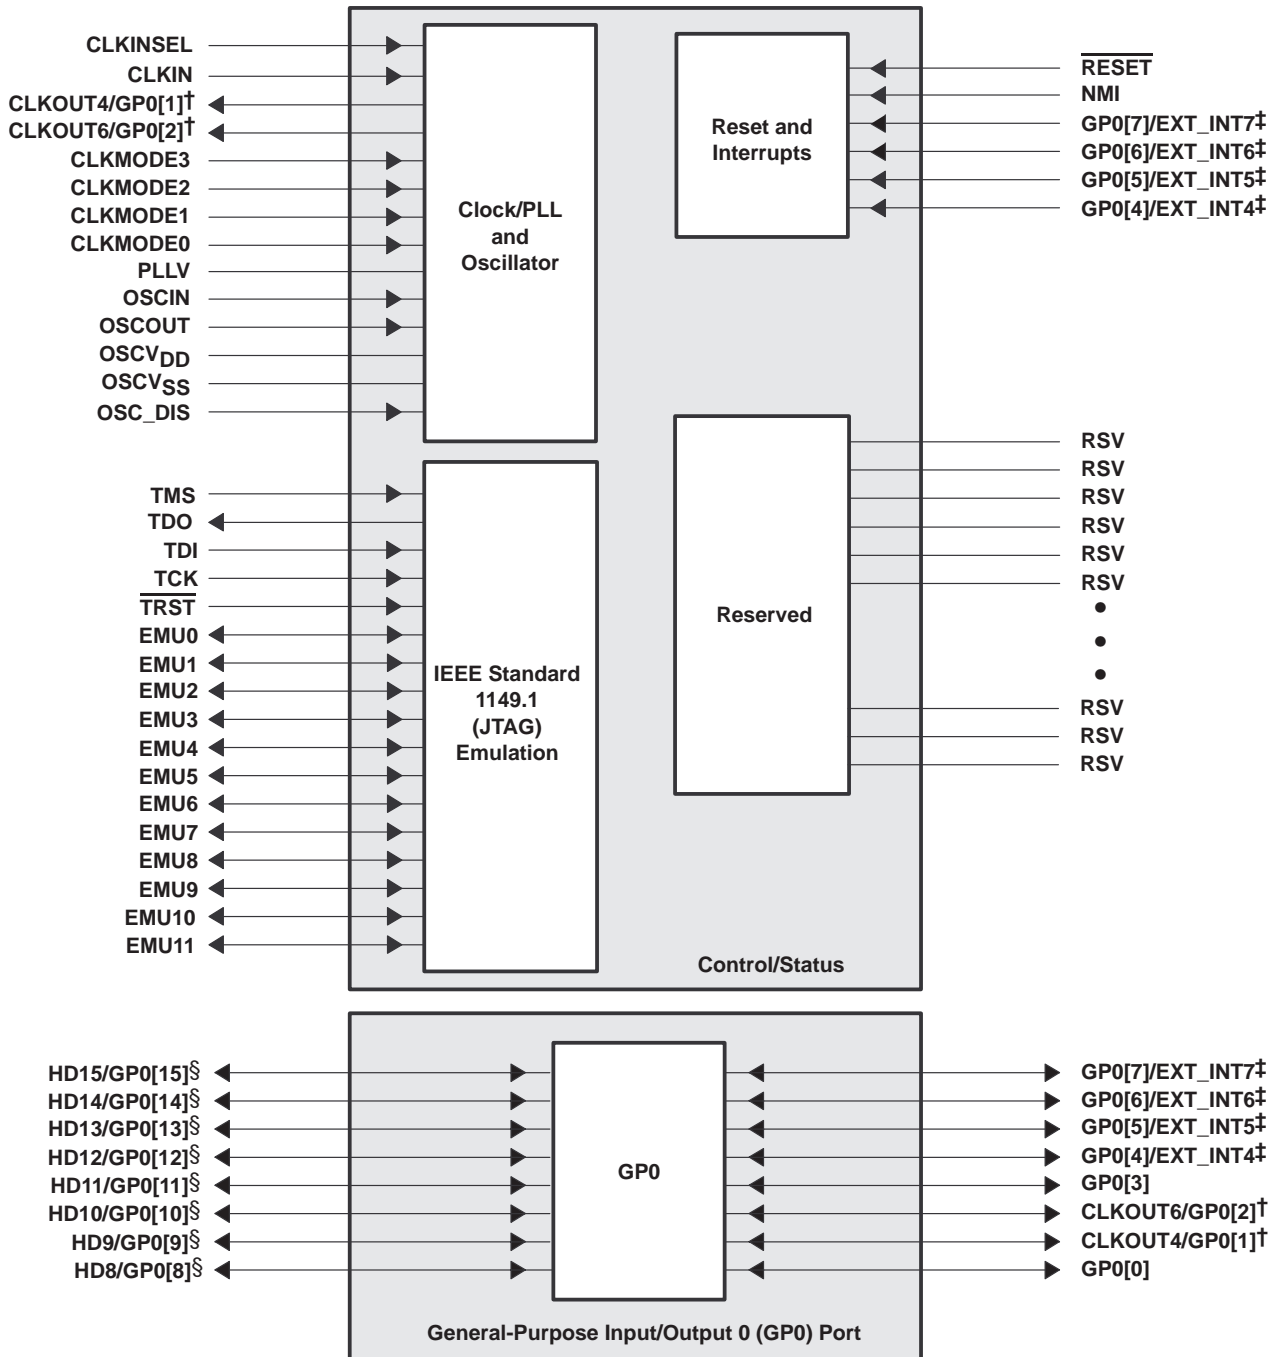 CLKINSEL
CLKIN
CLKOUT4/GP0[1]†
CLKOUT6/GP0[2]†
CLKMODE3
CLKMODE2
CLKMODE1
CLKMODE0
PLLV
OSCIN
OSCOUT
OSCVDD
OSCVSS
OSC_DIS
Clock/PLL
and
Oscillator
Reset and
Interrupts
RESET
NMI
GP0[7]/EXT_INT7‡
GP0[6]/EXT_INT6‡
GP0[5]/EXT_INT5‡
GP0[4]/EXT_INT4‡
TMS
TDO
TDI
TCK
TRST
EMU0
EMU1
EMU2
EMU3
EMU4
EMU5
EMU6
EMU7
EMU8
EMU9
EMU10
EMU11
IEEE Standard
1149.1
(JTAG)
Emulation
Reserved
RSV
RSV
RSV
RSV
RSV
RSV
•
•
•
RSV
RSV
RSV
Control/Status
HD15/GP0[15]§
HD14/GP0[14]§
HD13/GP0[13]§
HD12/GP0[12]§
HD11/GP0[11]§
HD10/GP0[10]§
HD9/GP0[9]§
HD8/GP0[8]§
GP0
GP0[7]/EXT_INT7‡
GP0[6]/EXT_INT6‡
GP0[5]/EXT_INT5‡
GP0[4]/EXT_INT4‡
GP0[3]
CLKOUT6/GP0[2]†
CLKOUT4/GP0[1]†
GP0[0]
General-Purpose Input/Output 0 (GP0) Port